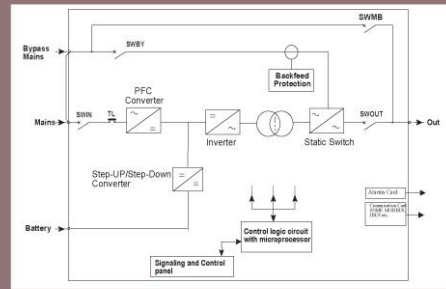 SWMB
SWBY
Bypass
Mains
Backfeed
Protection
PFC
Converter
Mains
SWIN
TL
SWOUT
Out
Inverter
Static Switch
Step-UP/Step-Down
Converter
Alarms Card
Battery
Control logic circuit
with microprocessor
Signaling and Control
panel